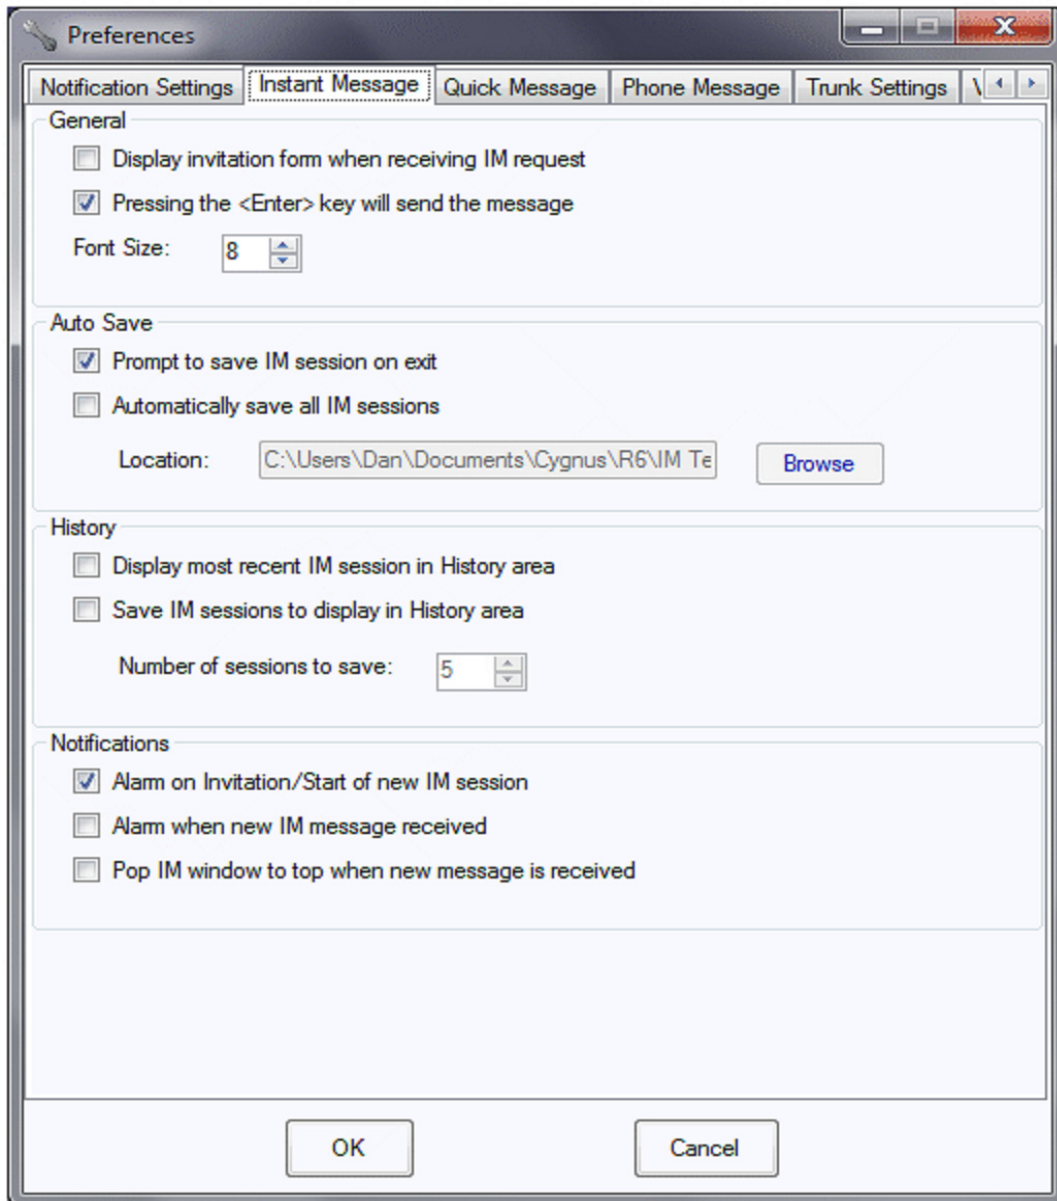 Preferences
Notification Settings Instant Message Quick Message Phone Message Trunk Settings
General
Display invitation form when receiving IM request
Pressing the <Enter> key will send the message
Font Size: 8
Auto Save
Prompt to save IM session on exit
Automatically save all IM sessions
Location: C:\Users\Dan\Documents\Cygnus\R6\IM Te Browse
History
Display most recent IM session in History area
Save IM sessions to display in History area
Number of sessions to save: 5
Notifications
Alarm on Invitation/Start of new IM session
Alarm when new IM message received
Pop IM window to top when new message is received
OK Cancel